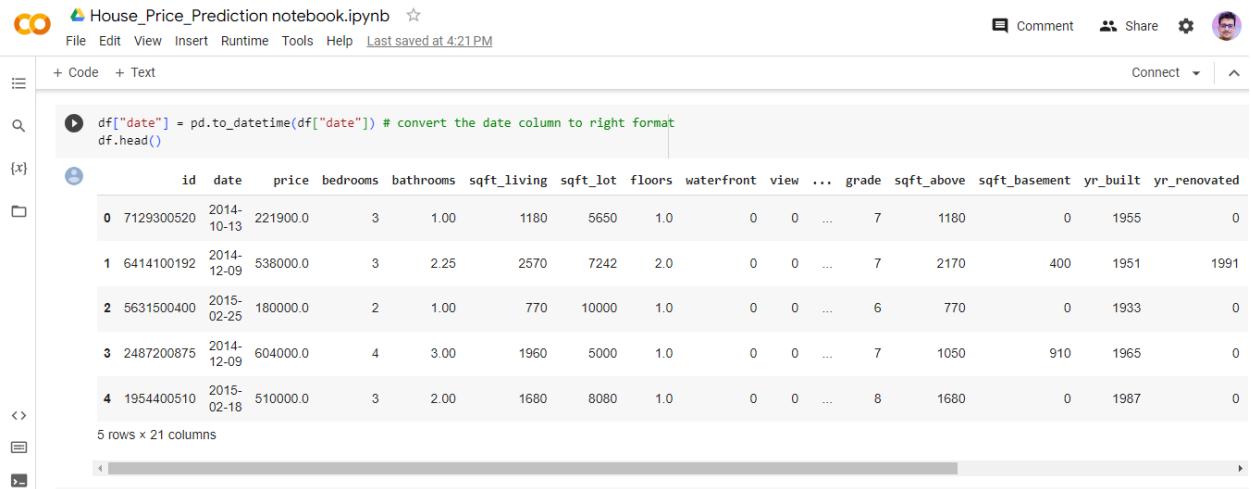 House_Price_Prediction notebook.ipynb
Comment Share
File Edit View Insert Runtime Tools Help Last saved at 4:21 PM
+ Code + Text Connect
df["date"] = pd.to_datetime(df["date"]) # convert the date column to right format
df.head()
{x}
id date price bedrooms bathrooms sqft_living sqft_lot floors waterfront view ... grade sqft_above sqft_basement yr_built yr_renovated
0 7129300520 2014-10-13 221900.0 3 1.00 1180 5650 1.0 0 0 ... 7 1180 0 1955 0
1 6414100192 2014-12-09 538000.0 3 2.25 2570 7242 2.0 0 0 ... 7 2170 400 1951 1991
2 5631500400 2015-02-25 180000.0 2 1.00 770 10000 1.0 0 0 ... 6 770 0 1933 0
3 2487200875 2014-12-09 604000.0 4 3.00 1960 5000 1.0 0 0 ... 7 1050 910 1965 0
4 1954400510 2015-02-18 510000.0 3 2.00 1680 8080 1.0 0 0 ... 8 1680 0 1987 0
5 rows × 21 columns